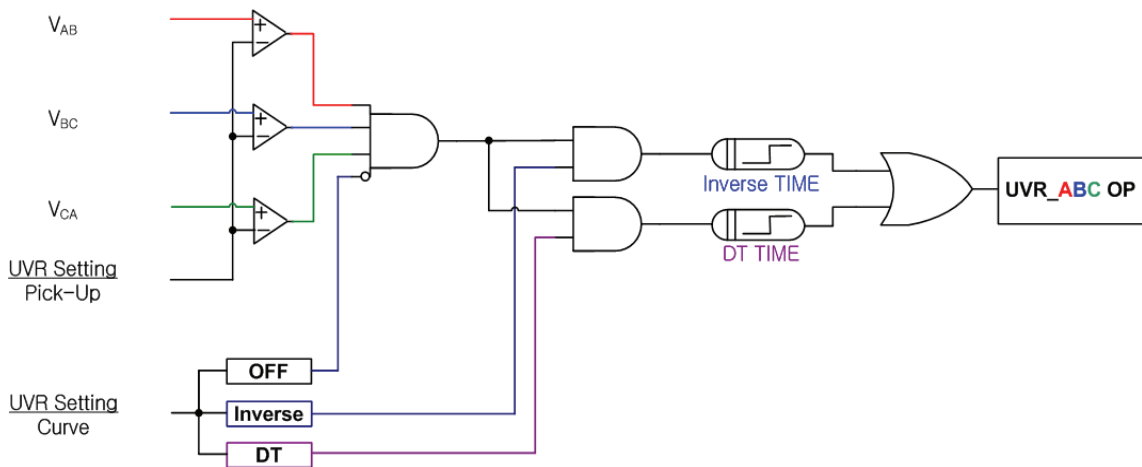 VAB
VBC
VCA
UVR Setting
Pick-Up
UVR Setting
Curve
OFF
Inverse
DT
+
−
+
−
+
−
Inverse TIME
DT TIME
UVR_ABC OP